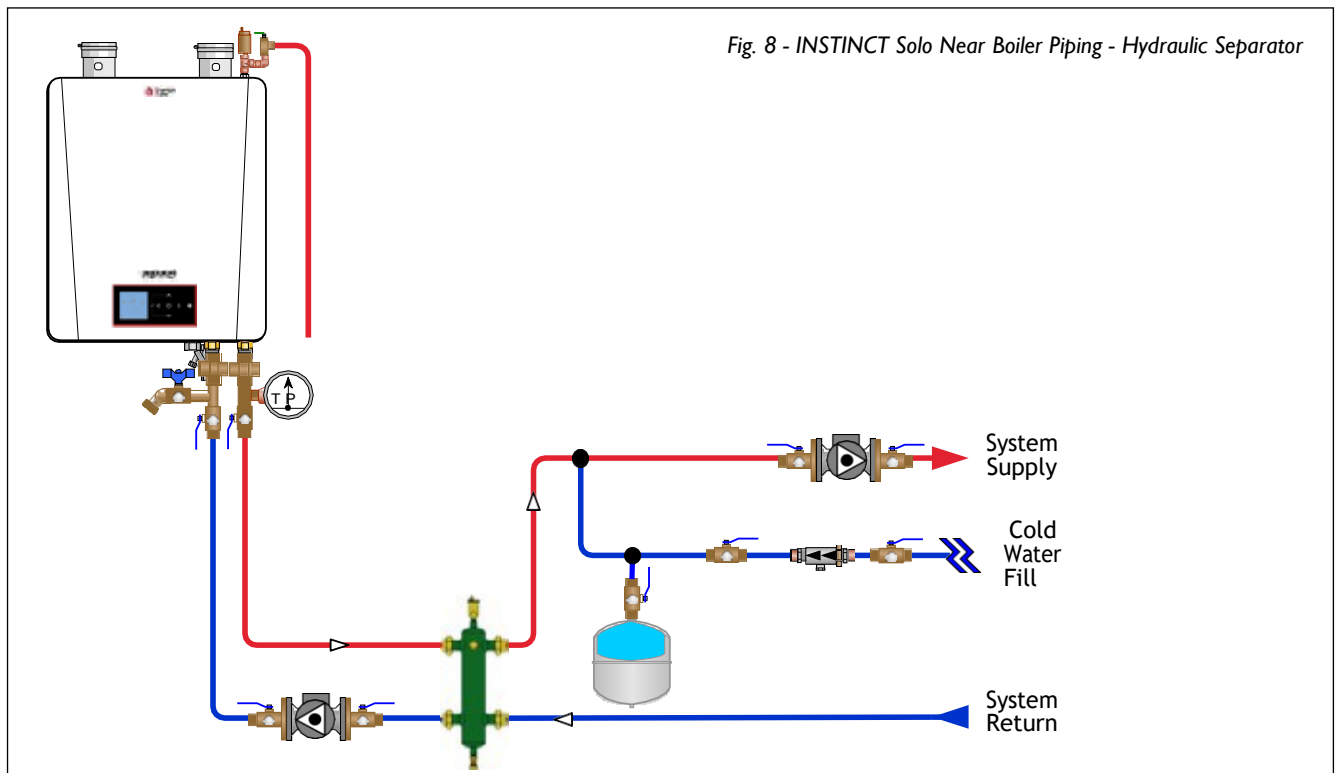 Fig. 8 - INSTINCT Solo Near Boiler Piping - Hydraulic Separator
T P
System
Supply
Cold
Water
Fill
System
Return